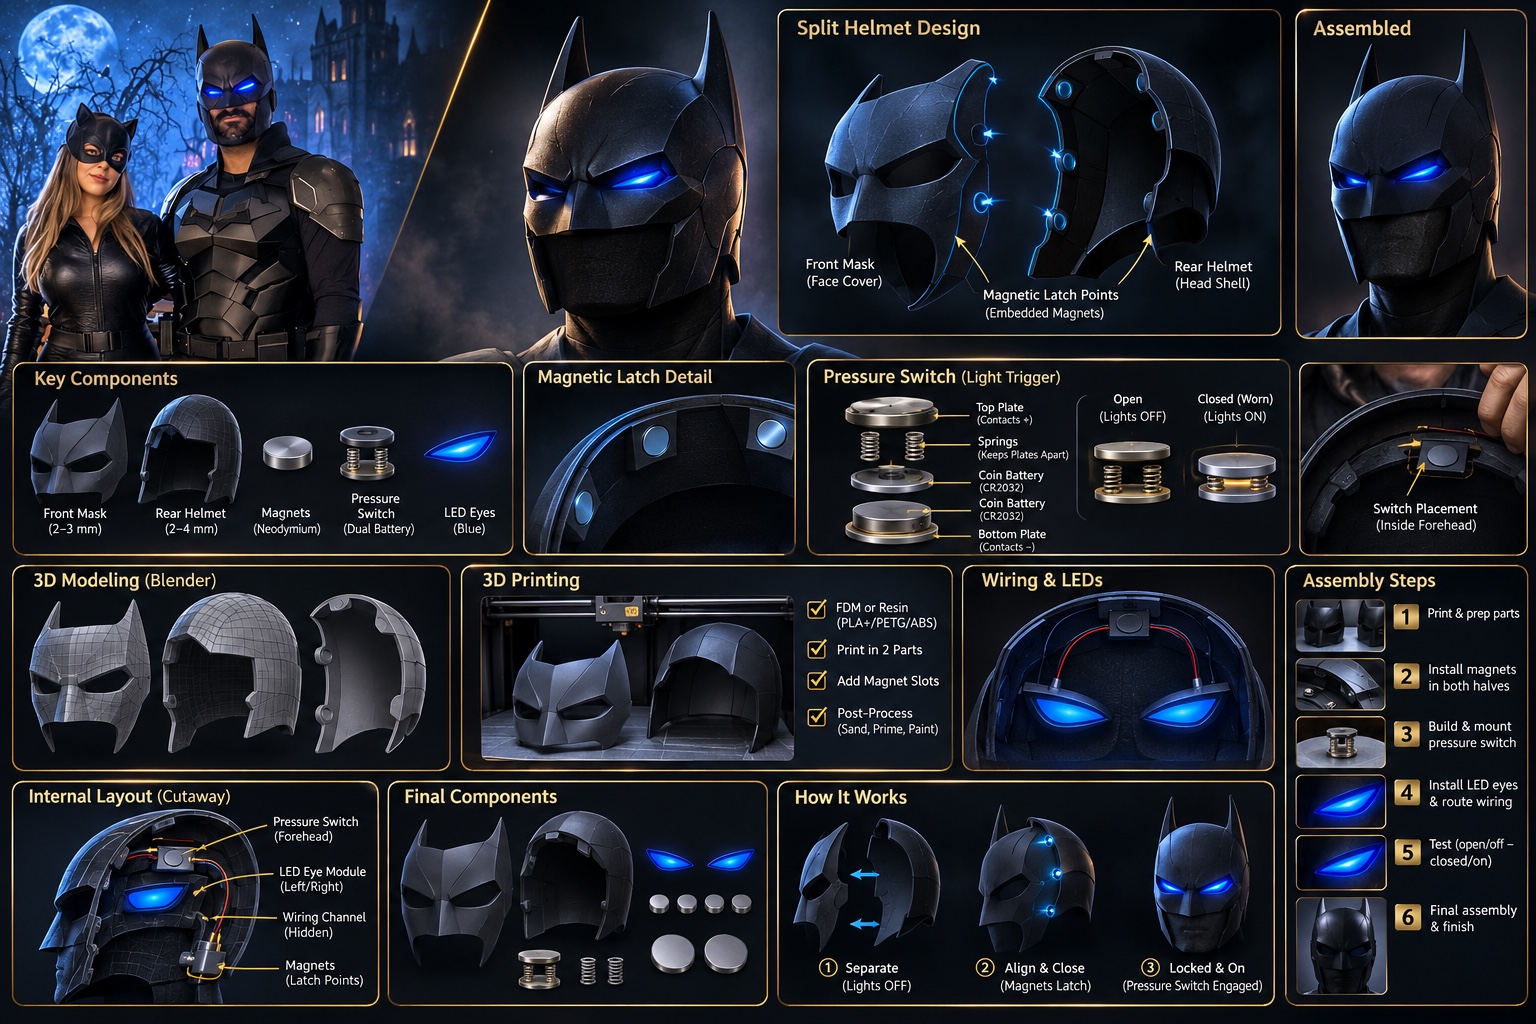 Split Helmet Design
Front Mask
(Face Cover)
Magnetic Latch Points
(Embedded Magnets)
Rear Helmet
(Head Shell)
Assembled
Key Components
Front Mask
(2–3 mm)
Rear Helmet
(2–4 mm)
Magnets
(Neodymium)
Pressure
Switch
(Dual Battery)
LED Eyes
(Blue)
Magnetic Latch Detail
Pressure Switch (Light Trigger)
Top Plate
(Contacts +)
Springs
(Keeps Plates Apart)
Coin Battery
(CR2032)
Coin Battery
(CR2032)
Bottom Plate
(Contacts –)
Open
(Lights OFF)
Closed (Worn)
(Lights ON)
Switch Placement
(Inside Forehead)
3D Modeling (Blender)
3D Printing
FDM or Resin
(PLA+/PETG/ABS)
Print in 2 Parts
Add Magnet Slots
Post-Process
(Sand, Prime, Paint)
Wiring & LEDs
Assembly Steps
1 Print & prep parts
2 Install magnets
in both halves
3 Build & mount
pressure switch
4 Install LED eyes
& route wiring
5 Test (open/off –
closed/on)
6 Final assembly
& finish
Internal Layout (Cutaway)
Pressure Switch
(Forehead)
LED Eye Module
(Left/Right)
Wiring Channel
(Hidden)
Magnets
(Latch Points)
Final Components
How It Works
1 Separate
(Lights OFF)
2 Align & Close
(Magnets Latch)
3 Locked & On
(Pressure Switch Engaged)